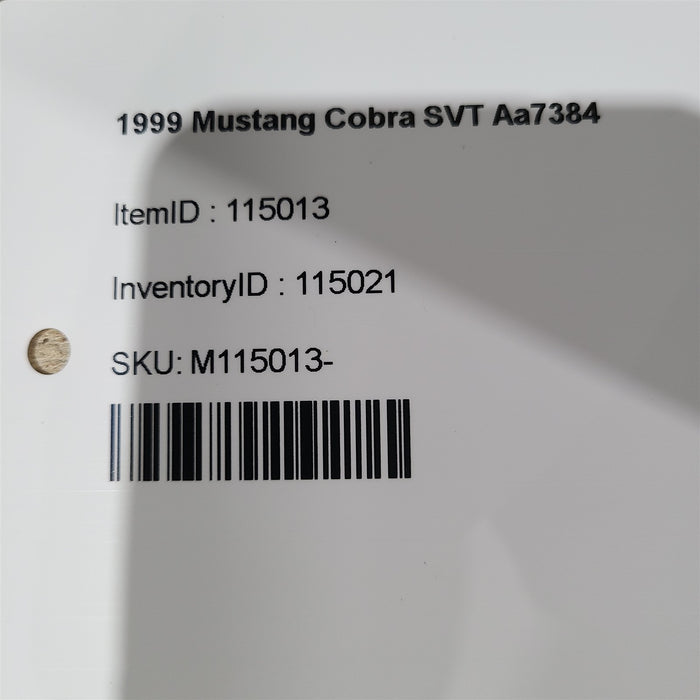 1999 Mustang Cobra SVT Aa7384
ItemID : 115013
InventoryID : 115021
SKU: M115013-